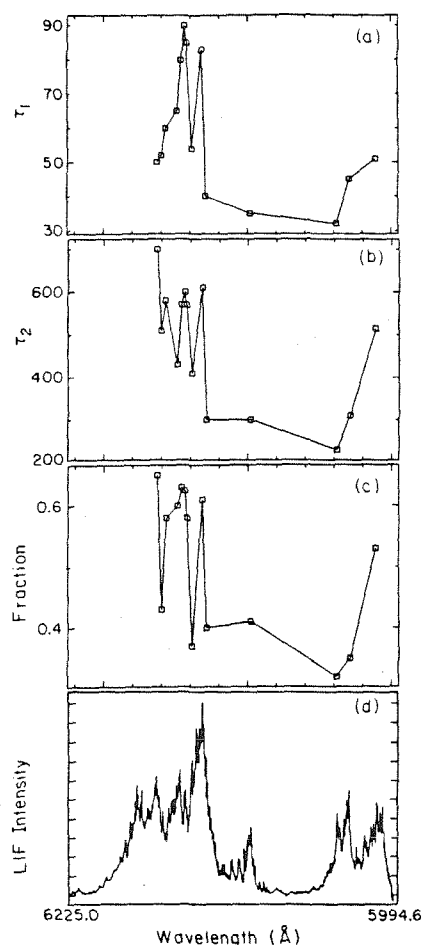 (a)
90
70
50
30
τ1
(b)
600
400
200
τ2
(c)
0.6
0.4
Fraction
(d)
LIF Intensity
6225.0
5994.6
Wavelength (Å)